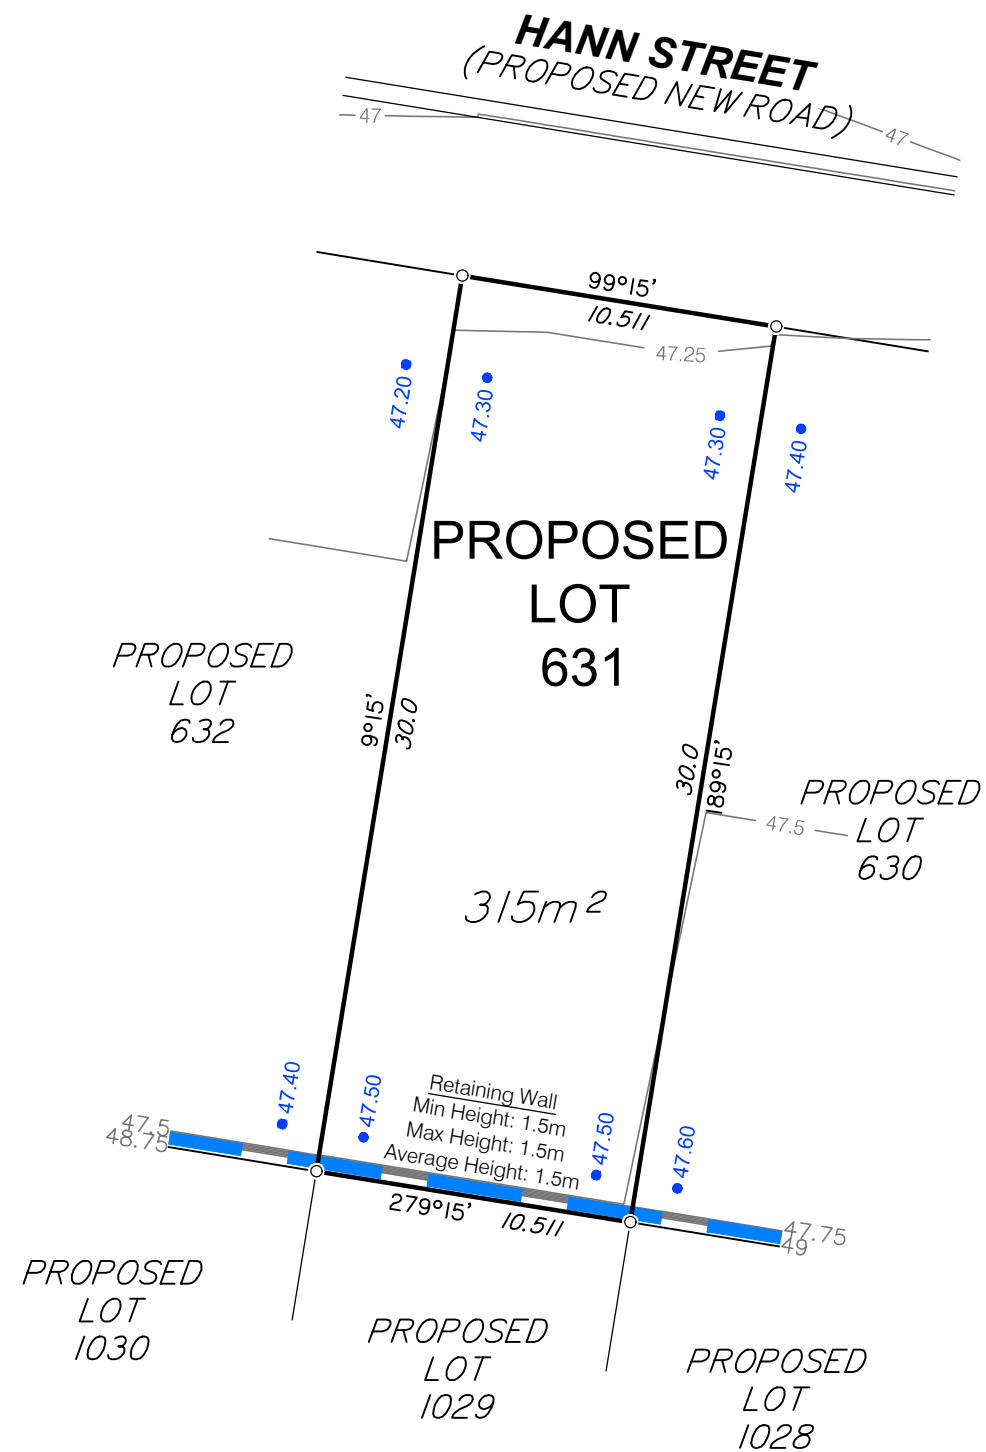 HANN STREET
(PROPOSED NEW ROAD)
47
47
99°15'
10.511
47.25
47.20
47.30
47.30
47.40
PROPOSED
LOT
631
PROPOSED
LOT
632
9°15'
30.0
30.0
189°15'
PROPOSED
LOT
630
47.5
315m²
47.40
47.50
Retaining Wall
Min Height: 1.5m
Max Height: 1.5m
Average Height: 1.5m
47.50
47.60
47.5
48.75
279°15'
10.511
47.75
49
PROPOSED
LOT
1030
PROPOSED
LOT
1029
PROPOSED
LOT
1028